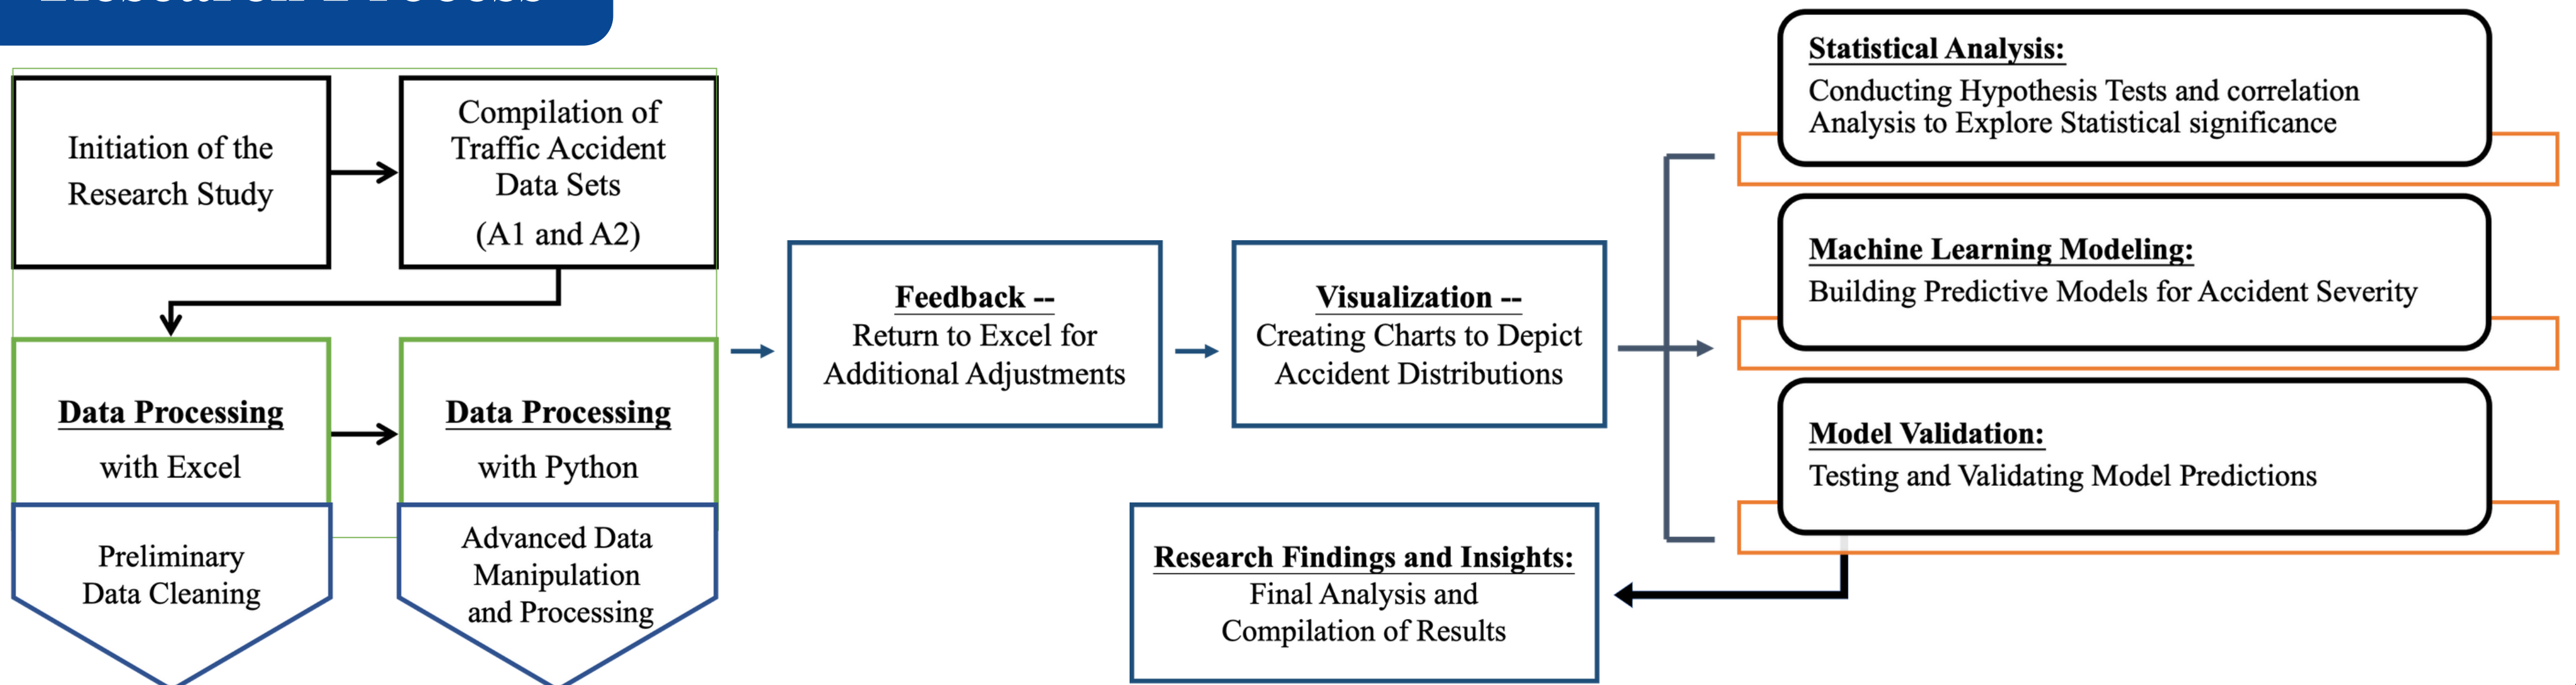 Research Process
Initiation of the
Research Study
Compilation of
Traffic Accident
Data Sets
(A1 and A2)
Data Processing
with Excel
Preliminary
Data Cleaning
Data Processing
with Python
Advanced Data
Manipulation
and Processing
Feedback --
Return to Excel for
Additional Adjustments
Visualization --
Creating Charts to Depict
Accident Distributions
Statistical Analysis:
Conducting Hypothesis Tests and correlation
Analysis to Explore Statistical significance
Machine Learning Modeling:
Building Predictive Models for Accident Severity
Model Validation:
Testing and Validating Model Predictions
Research Findings and Insights:
Final Analysis and
Compilation of Results